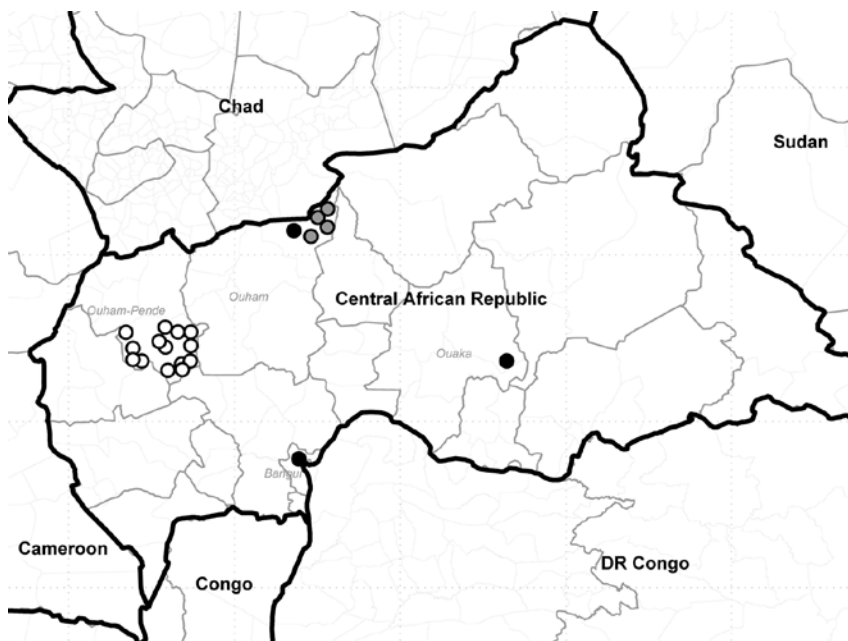 Chad
Sudan
Ouham
Central African Republic
Ouham-Pende
Ouaka
Bangui
Cameroon
DR Congo
Congo